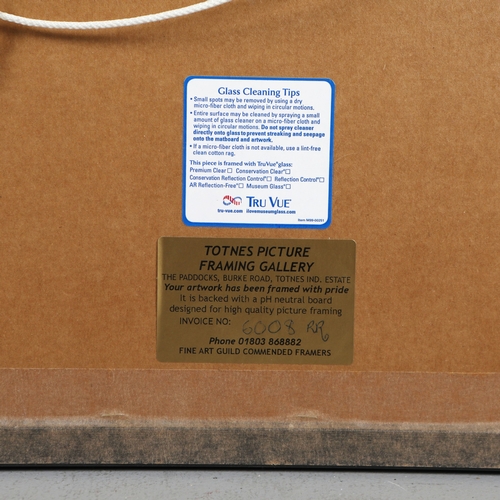 Glass Cleaning Tips
• Small spots may be removed by using a dry
micro-fiber cloth and wiping in circular motions.
• Entire surface may be cleaned by spraying a small
amount of glass cleaner on a micro-fiber cloth and
wiping in circular motions. Do not spray cleaner
directly onto glass to prevent streaking and seepage
onto the matboard and artwork.
• If a micro-fiber cloth is not available, use a lint-free
clean cotton rag.
This piece is framed with Tru Vue® glass:
Premium Clear □ Conservation Clear® □
Conservation Reflection Control® □ Reflection Control® □
AR Reflection-Free® □ Museum Glass® □
TRU VUE®
tru-vue.com ilovemuseumglass.com
TOTNES PICTURE
FRAMING GALLERY
THE PADDOCKS, BURKE ROAD, TOTNES IND. ESTATE
Your artwork has been framed with pride
It is backed with a pH neutral board
designed for high quality picture framing
INVOICE NO: 6008 RR
Phone 01803 868882
FINE ART GUILD COMMENDED FRAMERS